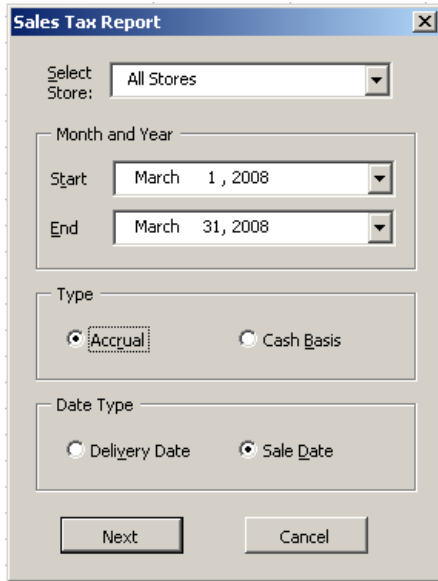 Sales Tax Report
Select
Store:
All Stores
Month and Year
Start March 1 , 2008
End March 31, 2008
Type
Accrual Cash Basis
Date Type
Delivery Date Sale Date
Next Cancel